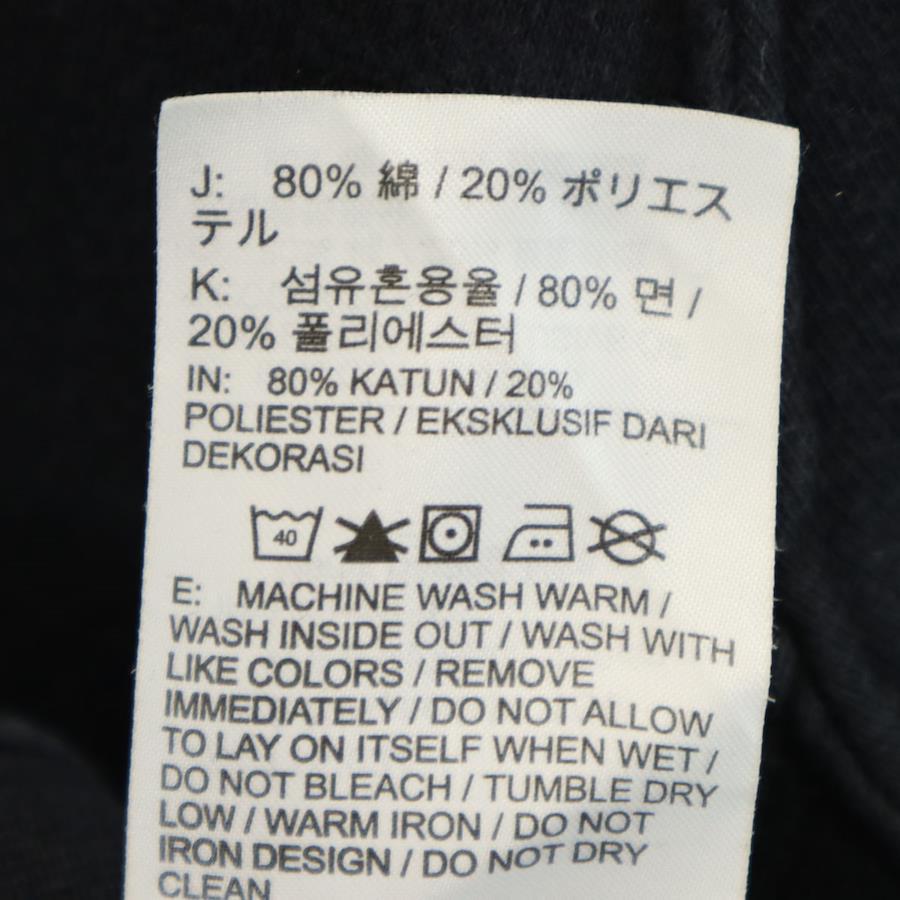 J: 80% 綿 / 20% ポリエス
テル
K: 섬유혼용율 / 80% 면 /
20% 폴리에스터
IN: 80% KATUN / 20%
POLIESTER / EKSKLUSIF DARI
DEKORASI
40
E: MACHINE WASH WARM /
WASH INSIDE OUT / WASH WITH
LIKE COLORS / REMOVE
IMMEDIATELY / DO NOT ALLOW
TO LAY ON ITSELF WHEN WET /
DO NOT BLEACH / TUMBLE DRY
LOW / WARM IRON / DO NOT
IRON DESIGN / DO NOT DRY
CLEAN